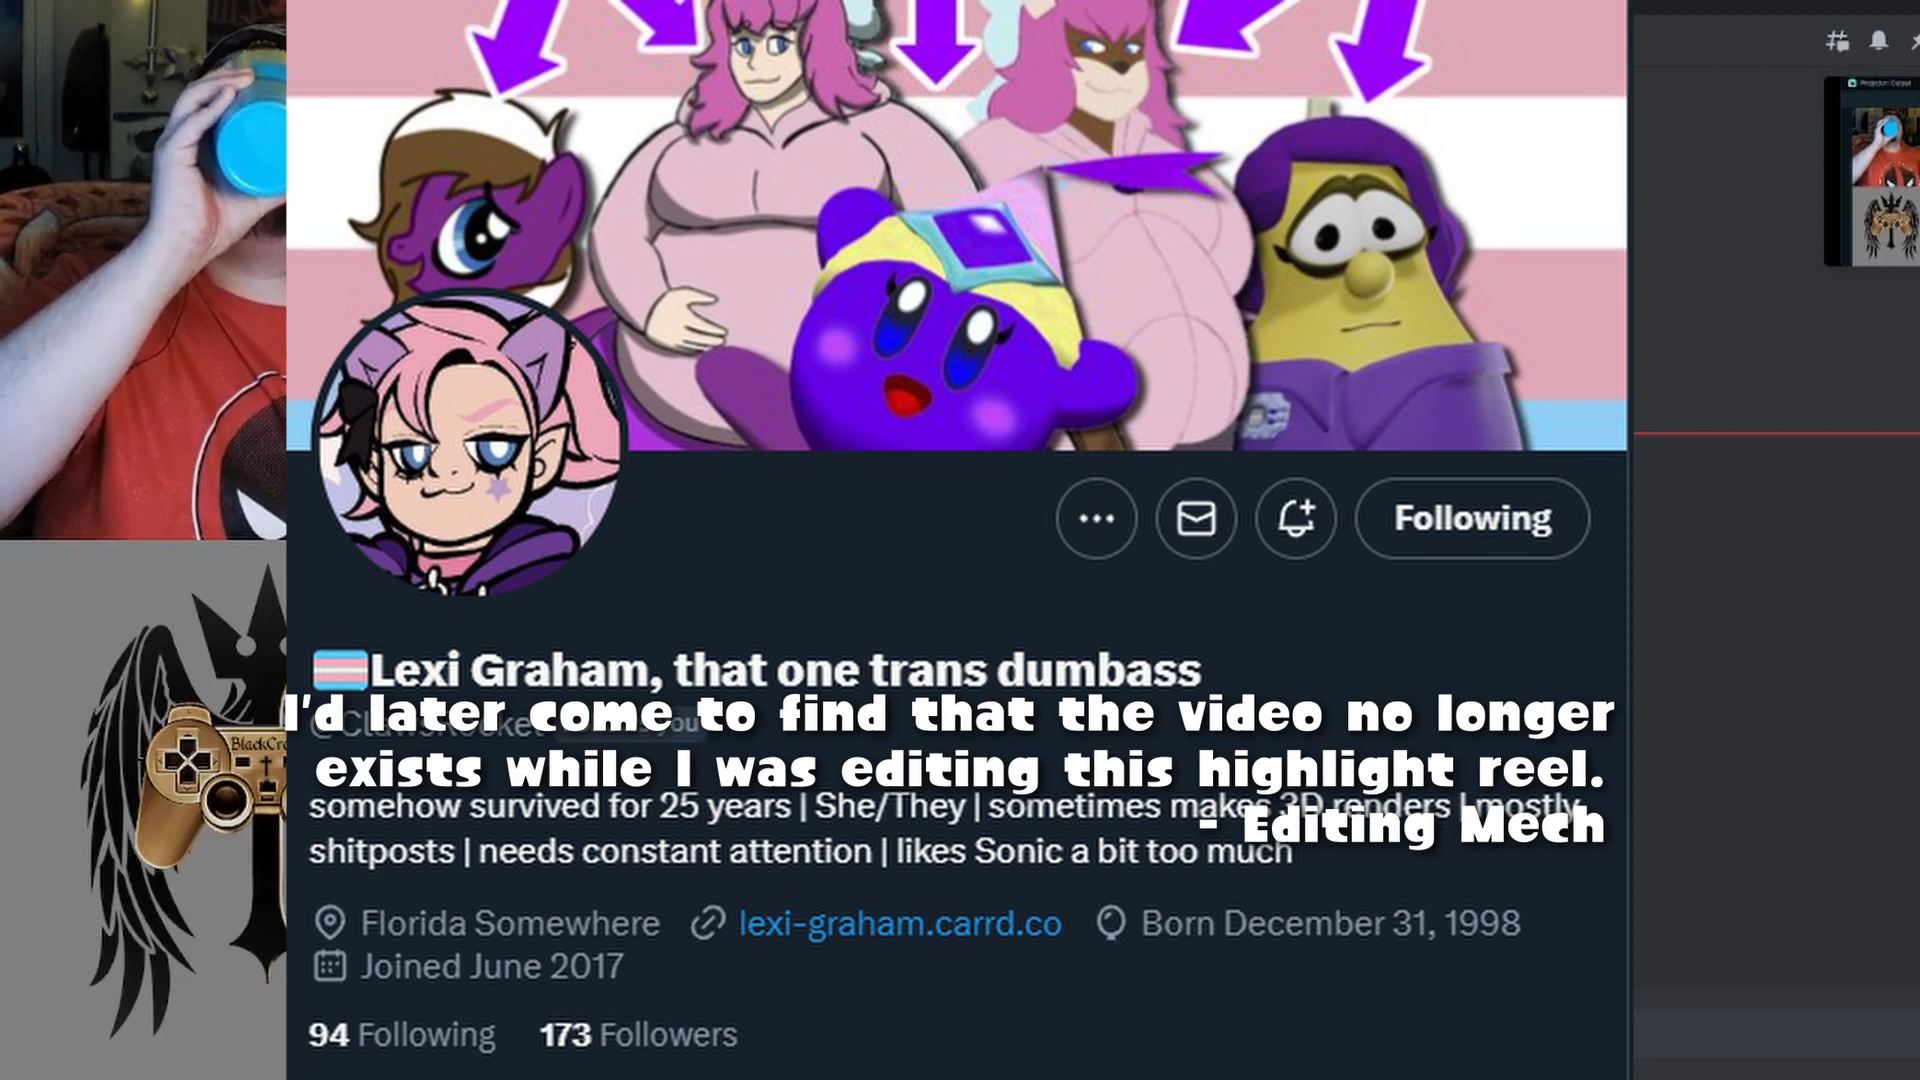 Following
Lexi Graham, that one trans dumbass
I'd later come to find that the video no longer
exists while I was editing this highlight reel.
- Editing Mech
somehow survived for 25 years | She/They | sometimes makes 3D renders | mostly
shitposts | needs constant attention | likes Sonic a bit too much
Florida Somewhere lexi-graham.carrd.co Born December 31, 1998
Joined June 2017
94 Following 173 Followers